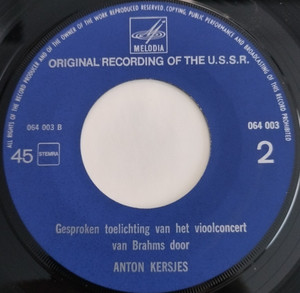 ALL RIGHTS OF THE RECORD PRODUCER AND OF THE OWNER OF THE WORK REPRODUCED RESERVED. COPYING, PUBLIC PERFORMANCE AND BROADCASTING OF THIS RECORD PROHIBITED
MELODIA
ORIGINAL RECORDING OF THE U.S.S.R.
064 003 B
064 003
45
STEMRA
2
Gesproken toelichting van het vioolconcert
van Brahms door
ANTON KERSJES